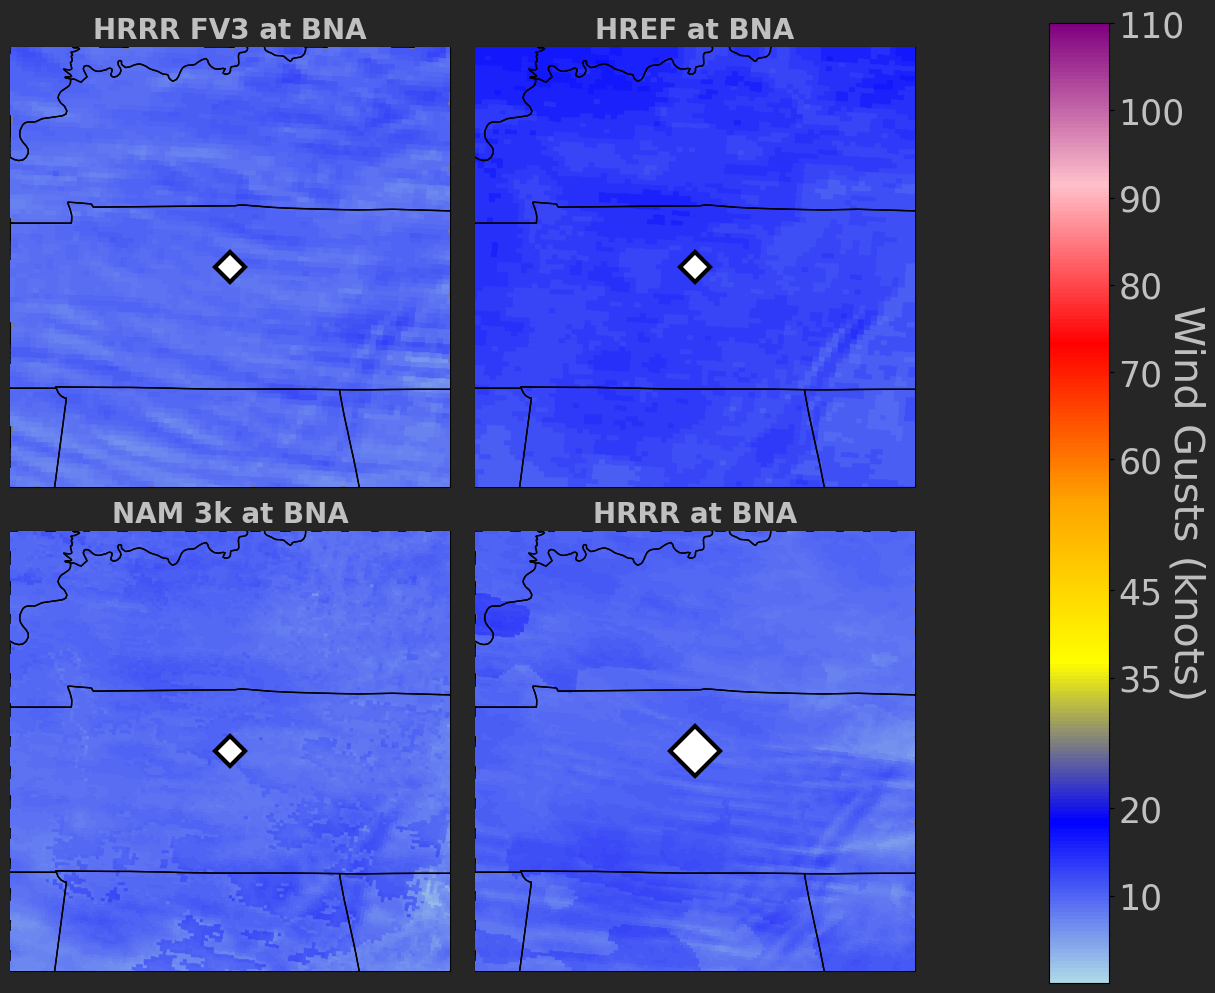 HRRR FV3 at BNA
HREF at BNA
NAM 3k at BNA
HRRR at BNA
110
100
90
80
70
60
45
35
20
10
Wind Gusts (knots)